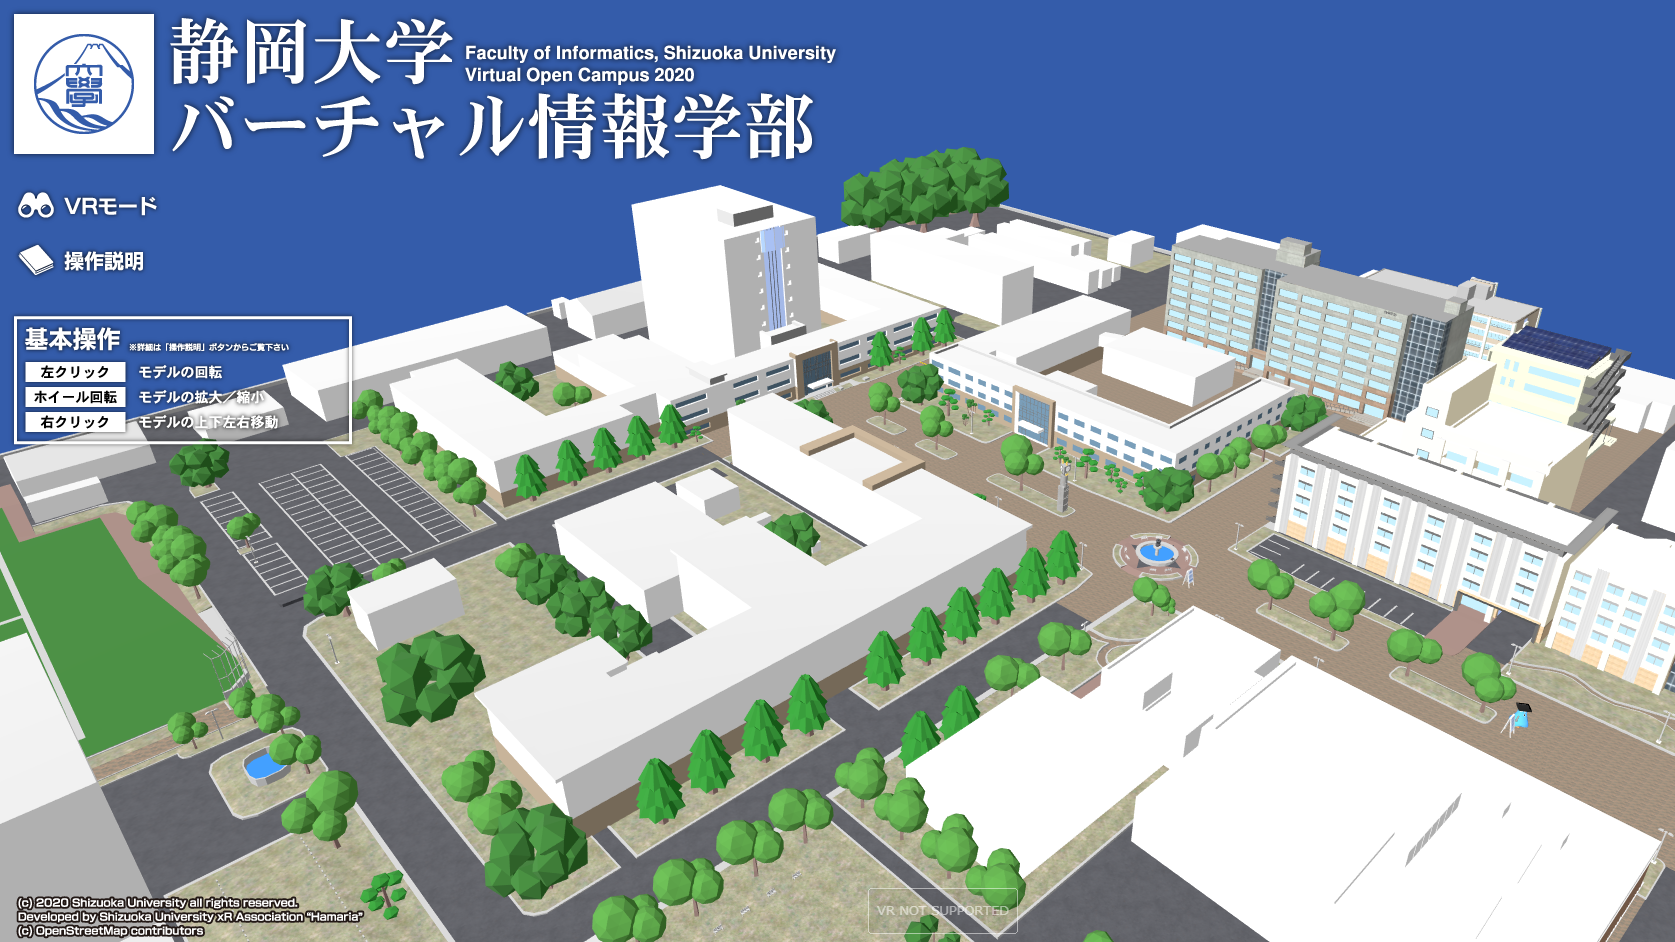 静岡大学
Faculty of Informatics, Shizuoka University
Virtual Open Campus 2020
バーチャル情報学部
VRモード
操作説明
基本操作 ※詳細は「操作説明」ボタンからご覧下さい
左クリック モデルの回転
ホイール回転 モデルの拡大／縮小
右クリック モデルの上下左右移動
(c) 2020 Shizuoka University all rights reserved.
Developed by Shizuoka University xR Association "Hamaria"
(c) OpenStreetMap contributors
VR NOT SUPPORTED